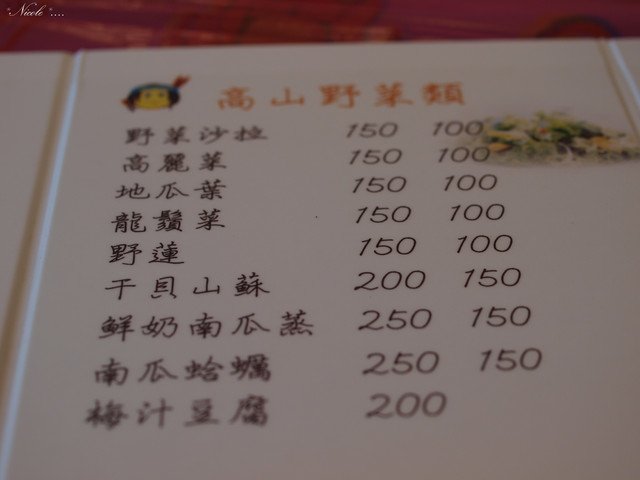 *Nicole*....
高山野菜類
野菜沙拉 150 100
高麗菜 150 100
地瓜葉 150 100
龍鬚菜 150 100
野蓮 150 100
干貝山蘇 200 150
鮮奶南瓜蒸 250 150
南瓜蛤蠣 250 150
梅汁豆腐 200